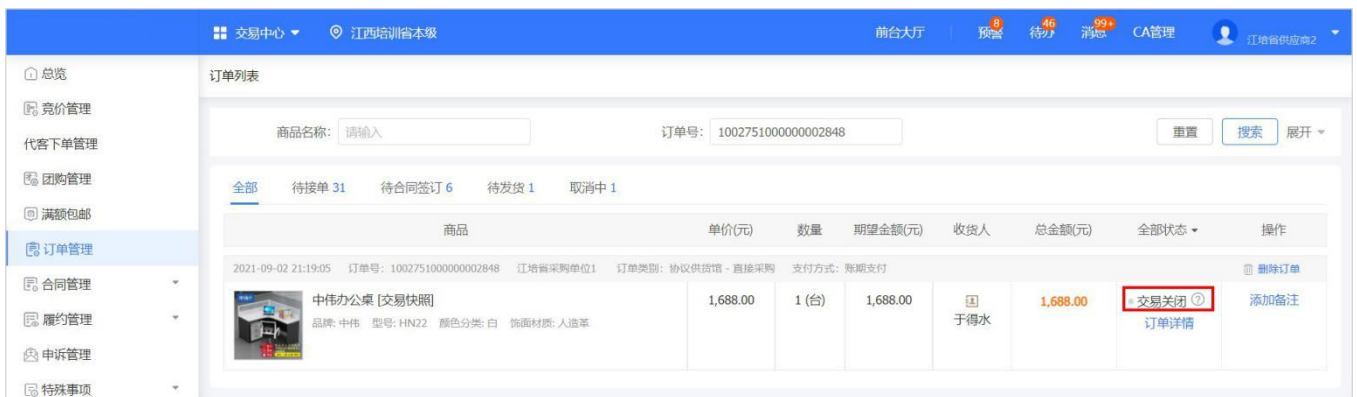 交易中心 江西培训省本级 前台大厅 预警 8 待办 46 消息 99+ CA管理 江培省供应商2
总览
订单列表
竞价管理
商品名称: 请输入 订单号: 1002751000000002848 重置 搜索 展开
代客下单管理
团购管理
全部 待接单 31 待合同签订 6 待发货 1 取消中 1
满额包邮
商品 单价(元) 数量 期望金额(元) 收货人 总金额(元) 全部状态 操作
订单管理
2021-09-02 21:19:05 订单号: 1002751000000002848 江培省采购单位1 订单类别: 协议供货馆 - 直接采购 支付方式: 账期支付 删除订单
合同管理
中伟办公桌 [交易快照] 1,688.00 1 (台) 1,688.00 于得水 1,688.00 交易关闭 添加备注
品牌: 中伟 型号: HN22 颜色分类: 白 饰面材质: 人造革 订单详情
履约管理
申诉管理
特殊事项